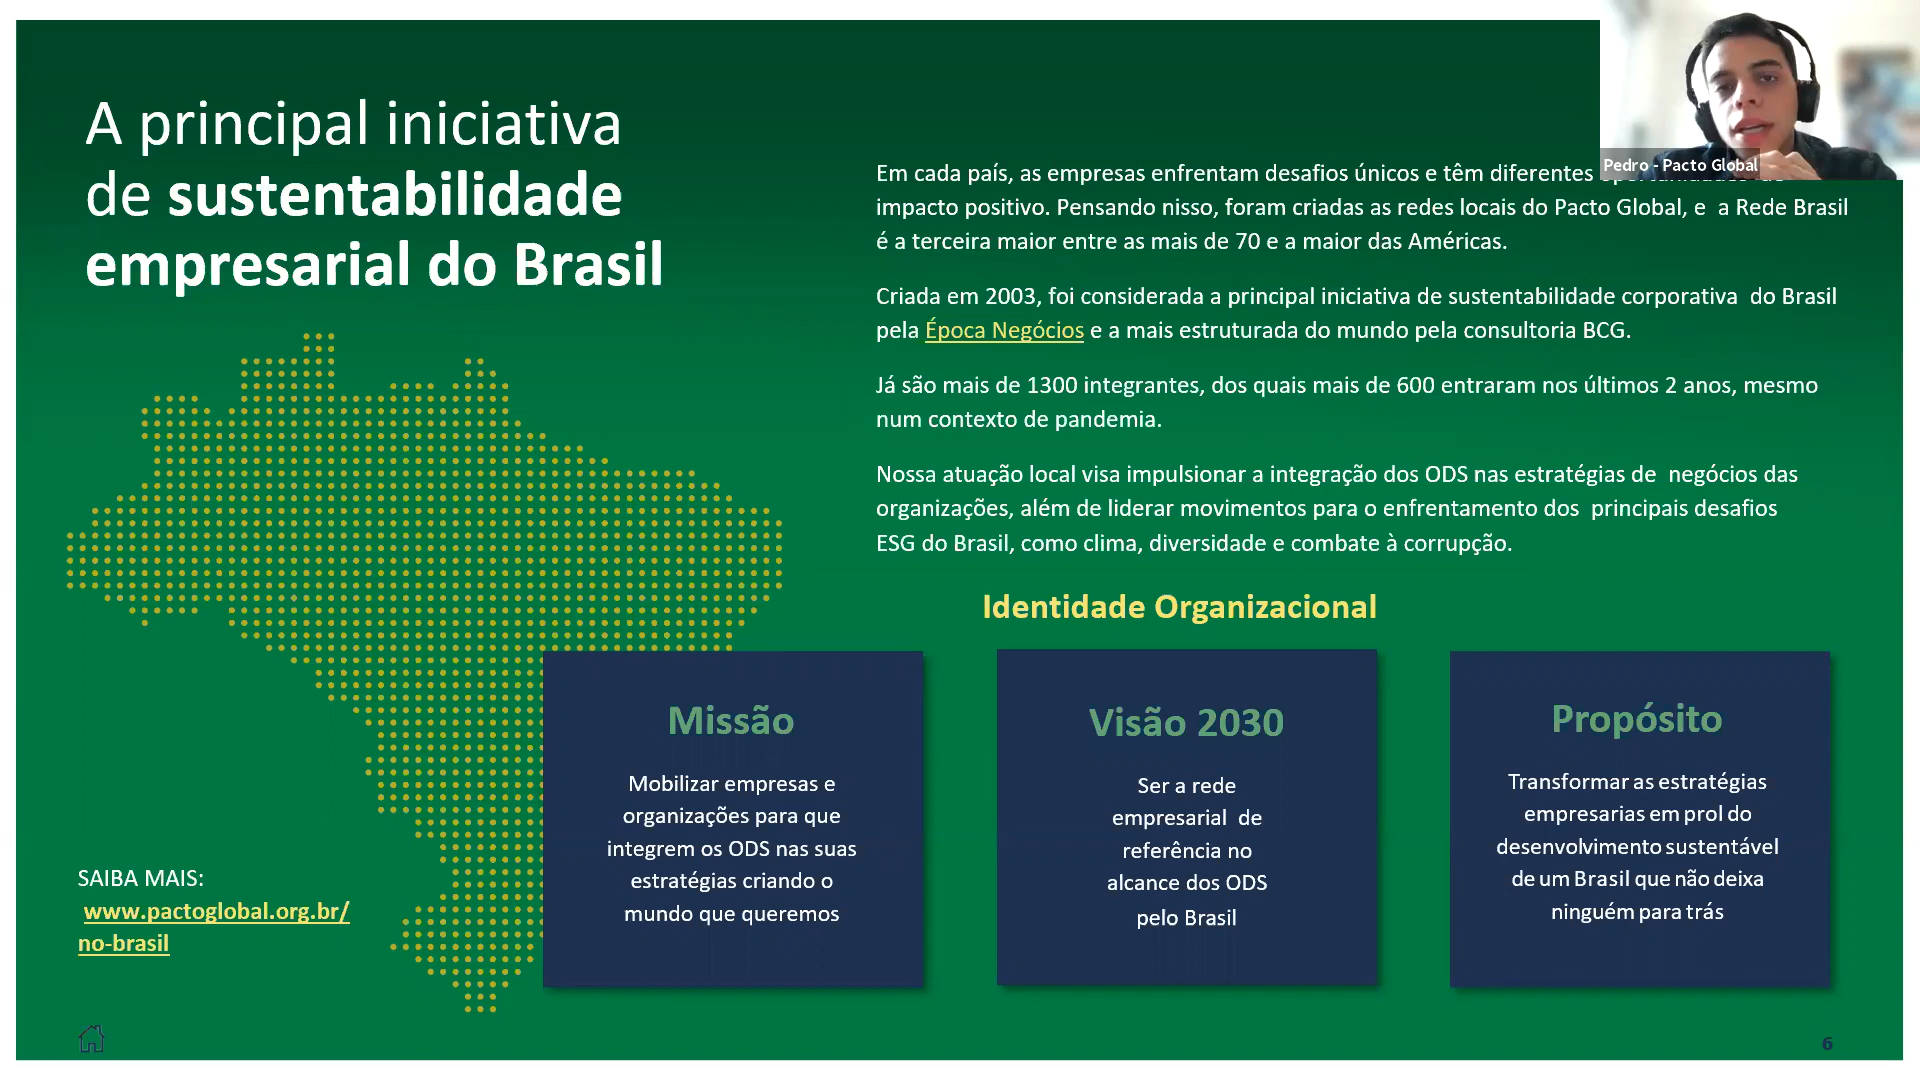 A principal iniciativa
de sustentabilidade
empresarial do Brasil
Pedro - Pacto Global
Em cada país, as empresas enfrentam desafios únicos e têm diferentes
impacto positivo. Pensando nisso, foram criadas as redes locais do Pacto Global, e a Rede Brasil
é a terceira maior entre as mais de 70 e a maior das Américas.
Criada em 2003, foi considerada a principal iniciativa de sustentabilidade corporativa do Brasil
pela Época Negócios e a mais estruturada do mundo pela consultoria BCG.
Já são mais de 1300 integrantes, dos quais mais de 600 entraram nos últimos 2 anos, mesmo
num contexto de pandemia.
Nossa atuação local visa impulsionar a integração dos ODS nas estratégias de negócios das
organizações, além de liderar movimentos para o enfrentamento dos principais desafios
ESG do Brasil, como clima, diversidade e combate à corrupção.
Identidade Organizacional
Missão
Mobilizar empresas e
organizações para que
integrem os ODS nas suas
estratégias criando o
mundo que queremos
Visão 2030
Ser a rede
empresarial de
referência no
alcance dos ODS
pelo Brasil
Propósito
Transformar as estratégias
empresarias em prol do
desenvolvimento sustentável
de um Brasil que não deixa
ninguém para trás
SAIBA MAIS:
www.pactoglobal.org.br/
no-brasil
6